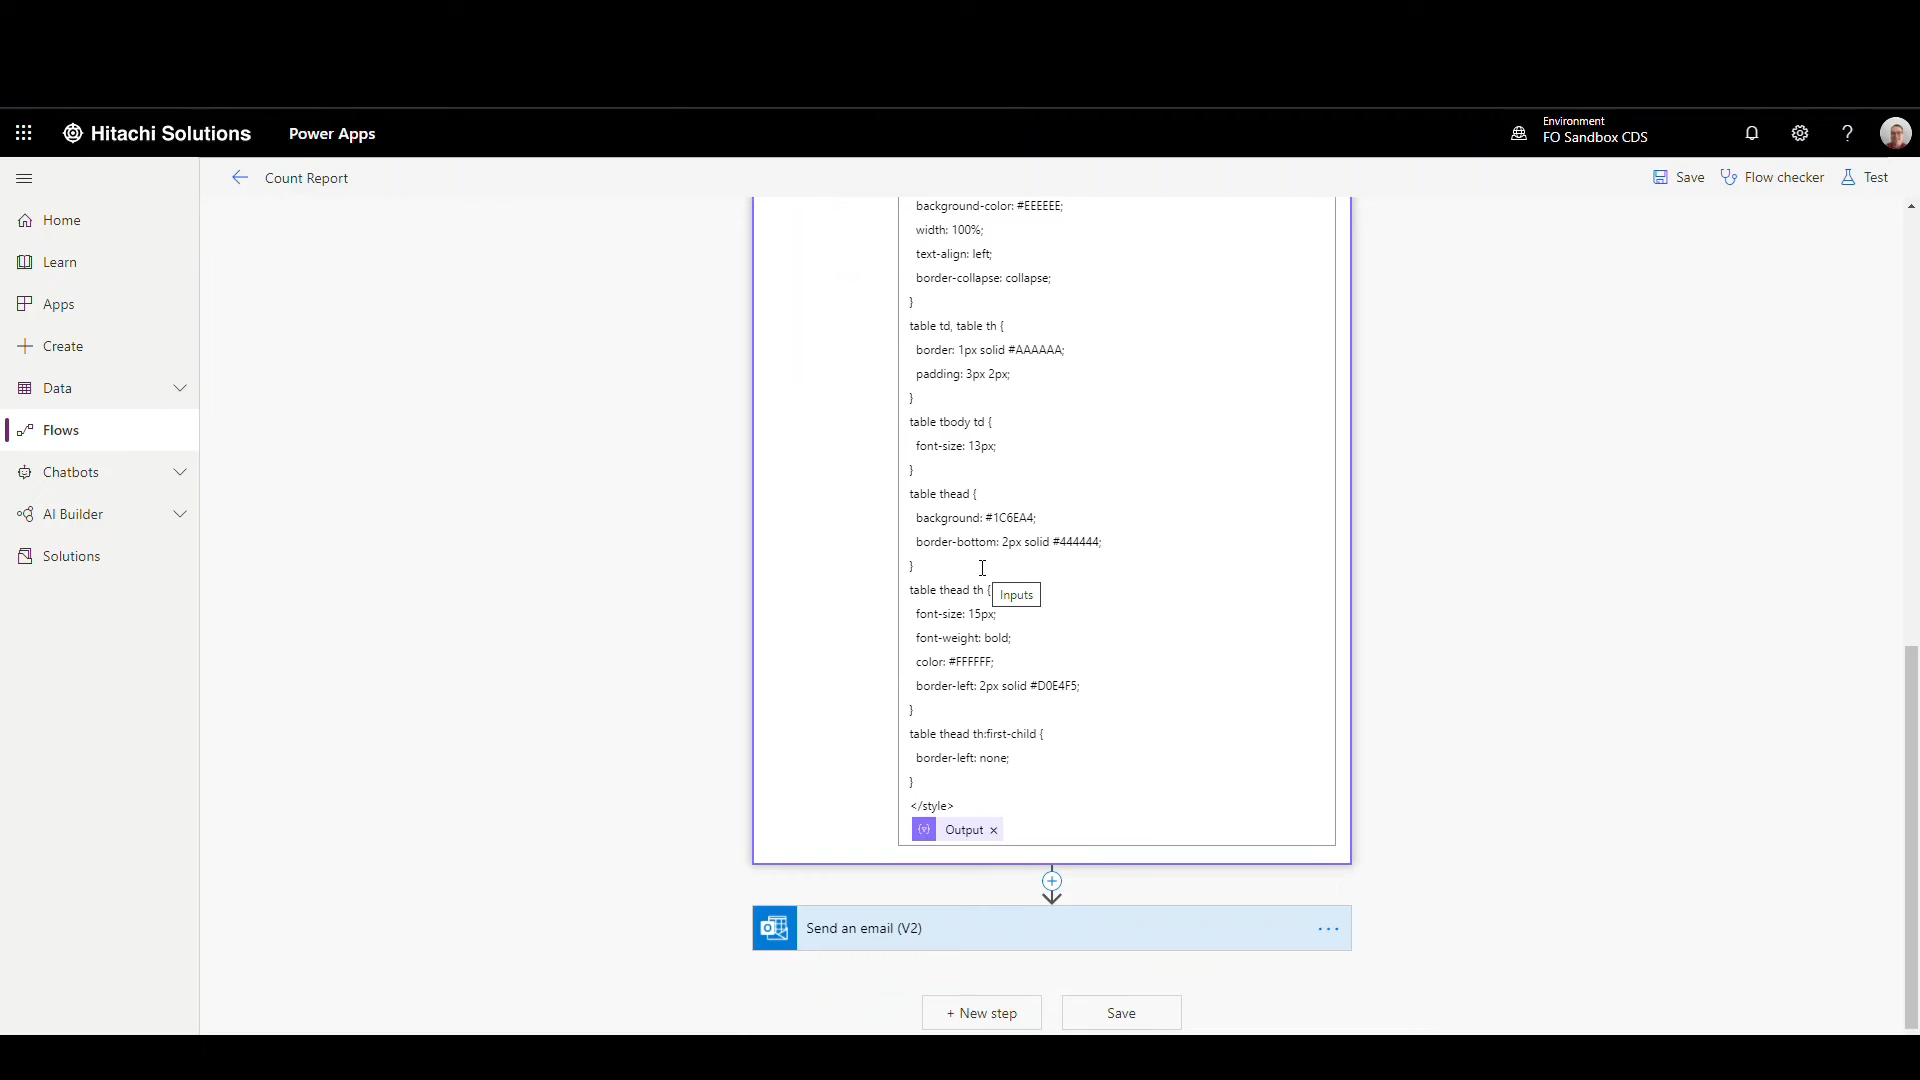 Hitachi Solutions
Power Apps
Environment
FO Sandbox CDS
?
Count Report
Save
Flow checker
Test
Home
Learn
Apps
Create
Data
Flows
Chatbots
AI Builder
Solutions
background-color: #EEEEEE;
width: 100%;
text-align: left;
border-collapse: collapse;
}
table td, table th {
border: 1px solid #AAAAAA;
padding: 3px 2px;
}
table tbody td {
font-size: 13px;
}
table thead {
background: #1C6EA4;
border-bottom: 2px solid #444444;
}
table thead th {
Inputs
font-size: 15px;
font-weight: bold;
color: #FFFFFF;
border-left: 2px solid #D0E4F5;
}
table thead th:first-child {
border-left: none;
}
</style>
Output ×
Send an email (V2)
+ New step
Save